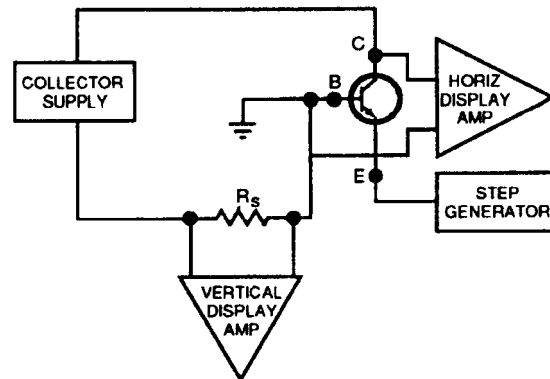 C
COLLECTOR
SUPPLY
B
HORIZ
DISPLAY
AMP
E
STEP
GENERATOR
RS
VERTICAL
DISPLAY
AMP